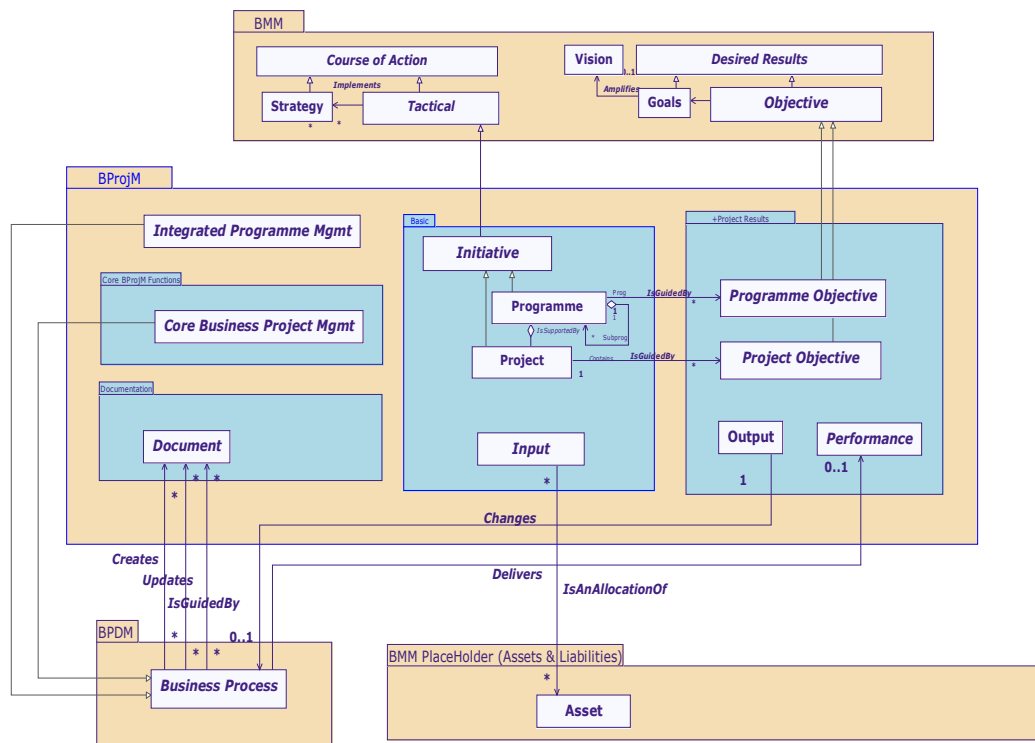 BMM
Course of Action
Vision
Desired Results
0..1
Implements
Amplifies
Strategy
Tactical
Goals
Objective
*
*
BProjM
Integrated Programme Mgmt
Basic
+Project Results
Initiative
Core BProjM Functions
Core Business Project Mgmt
Programme
Prog
IsGuidedBy
*
Programme Objective
1
1
IsSupportedBy
*
Subprog
Project
Contains
IsGuidedBy
*
Project Objective
1
Documentation
Document
Input
Output
Performance
*
*
*
*
1
0..1
Changes
Creates
Updates
IsGuidedBy
Delivers
IsAnAllocationOf
BPDM
*
*
*
0..1
BMM PlaceHolder (Assets & Liabilities)
*
Business Process
Asset